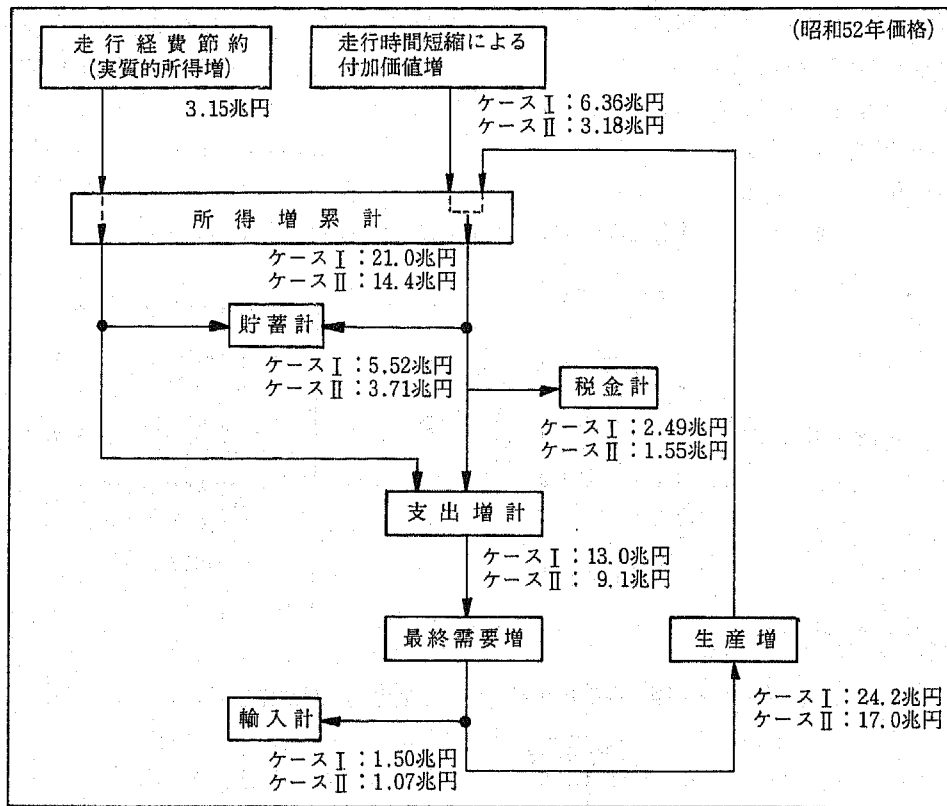 (昭和52年価格)
走行経費節約
(実質的所得増)
3.15兆円
走行時間短縮による
付加価値増
ケースⅠ:6.36兆円
ケースⅡ:3.18兆円
所得増累計
ケースⅠ:21.0兆円
ケースⅡ:14.4兆円
貯蓄計
ケースⅠ:5.52兆円
ケースⅡ:3.71兆円
税金計
ケースⅠ:2.49兆円
ケースⅡ:1.55兆円
支出増計
ケースⅠ:13.0兆円
ケースⅡ: 9.1兆円
最終需要増
生産増
ケースⅠ:24.2兆円
ケースⅡ:17.0兆円
輸入計
ケースⅠ:1.50兆円
ケースⅡ:1.07兆円